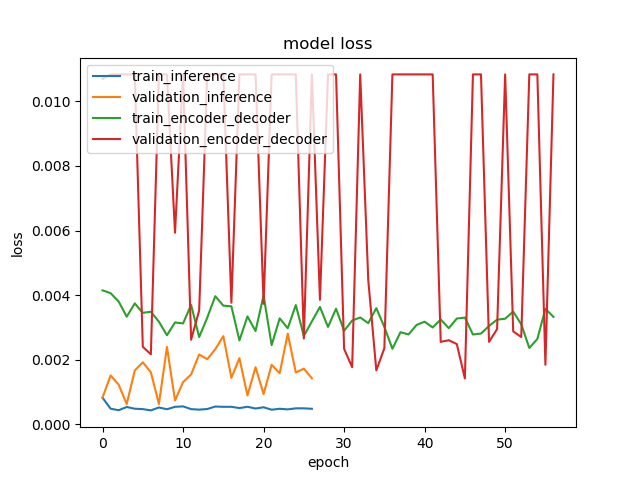 model loss
train_inference
validation_inference
train_encoder_decoder
validation_encoder_decoder
loss
0.010
0.008
0.006
0.004
0.002
0.000
0 10 20 30 40 50
epoch